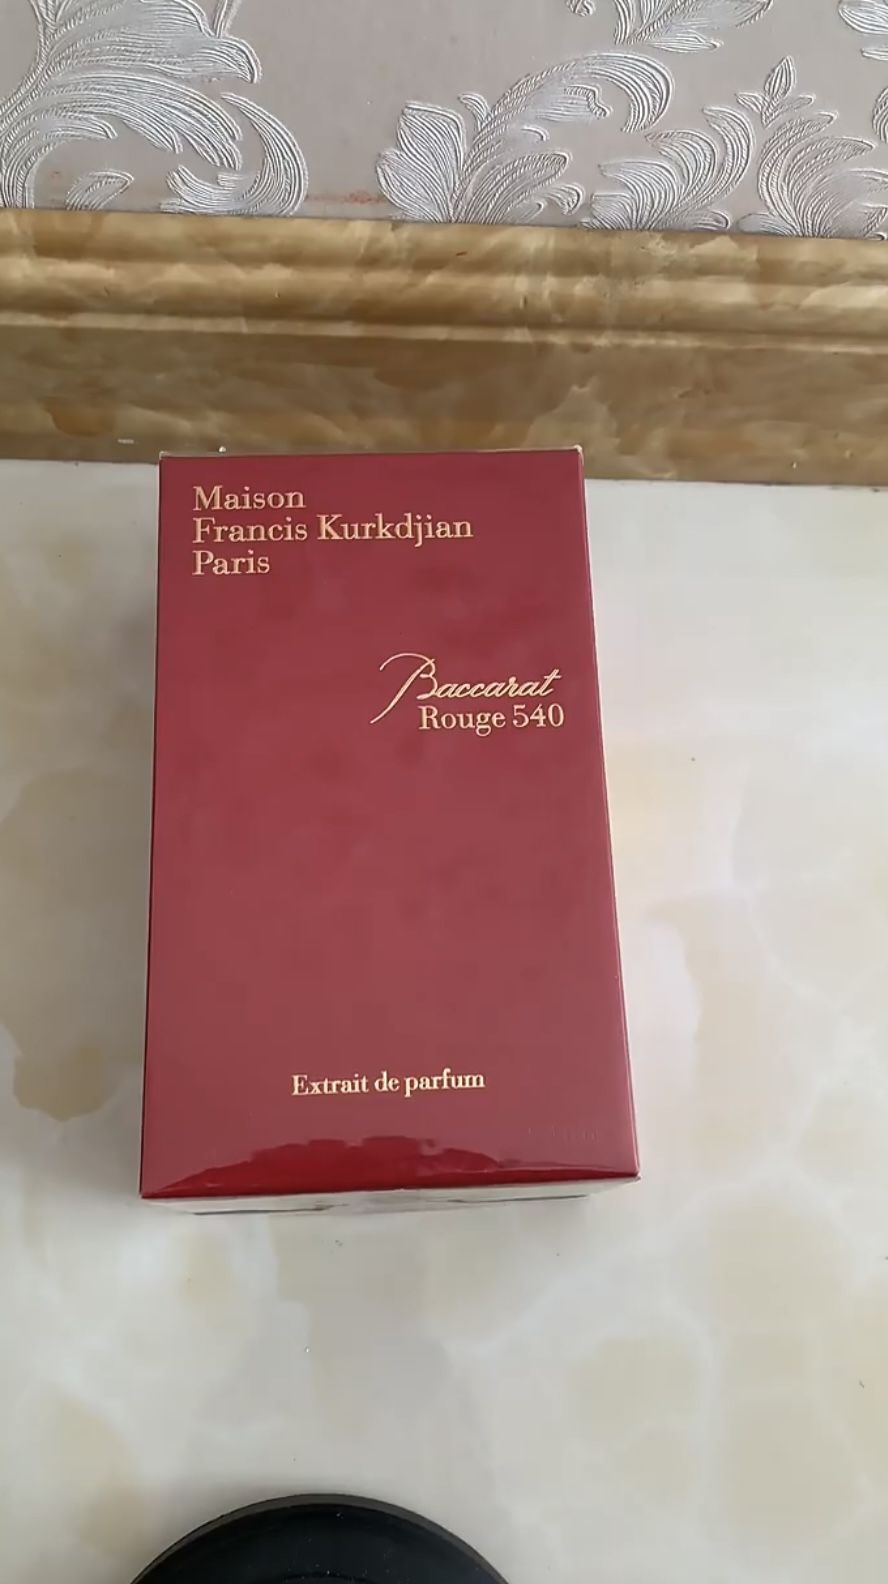 Maison
Francis Kurkdjian
Paris
Baccarat
Rouge 540
Extrait de parfum